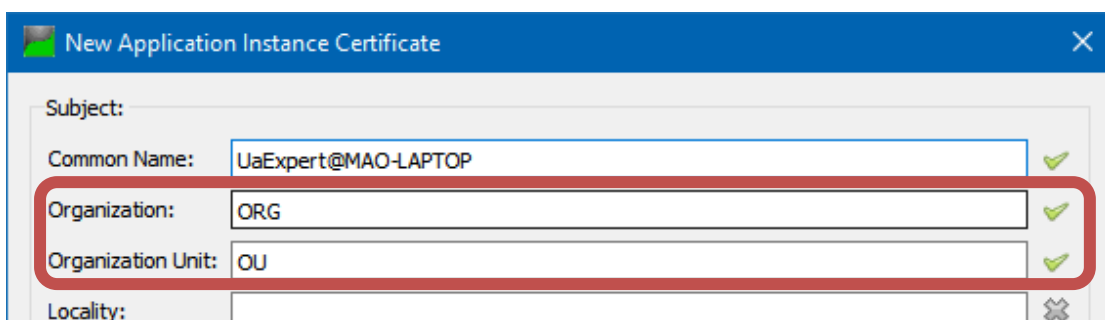 New Application Instance Certificate
Subject:
Common Name: UaExpert@MAO-LAPTOP
Organization: ORG
Organization Unit: OU
Locality: